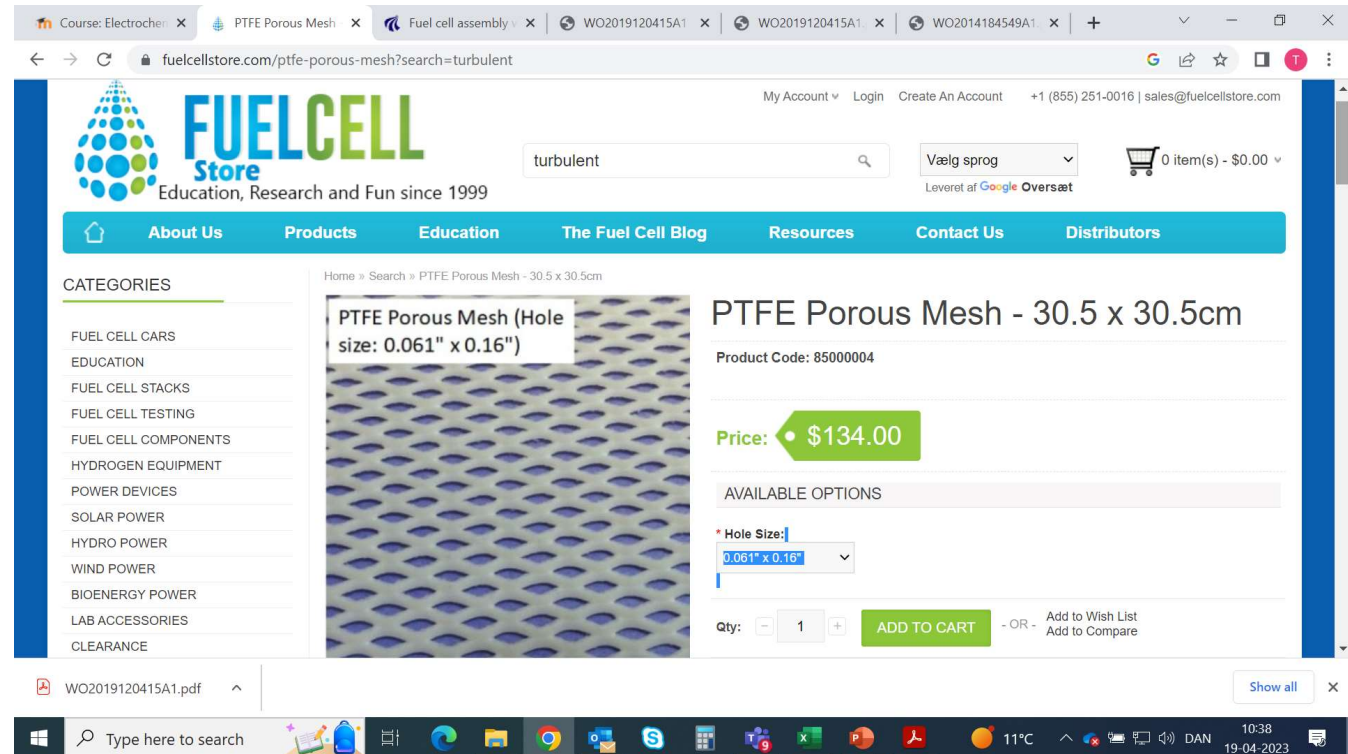 Course: Electrochen
PTFE Porous Mesh -
Fuel cell assembly v
WO2019120415A1
WO2019120415A1.
WO2014184549A1.
fuelcellstore.com/ptfe-porous-mesh?search=turbulent
G
T
My Account
Login
Create An Account
+1 (855) 251-0016 | sales@fuelcellstore.com
FUELCELL
Store
Education, Research and Fun since 1999
turbulent
Vælg sprog
Leveret af Google Oversæt
0 item(s) - $0.00
About Us
Products
Education
The Fuel Cell Blog
Resources
Contact Us
Distributors
CATEGORIES
FUEL CELL CARS
EDUCATION
FUEL CELL STACKS
FUEL CELL TESTING
FUEL CELL COMPONENTS
HYDROGEN EQUIPMENT
POWER DEVICES
SOLAR POWER
HYDRO POWER
WIND POWER
BIOENERGY POWER
LAB ACCESSORIES
CLEARANCE
Home » Search » PTFE Porous Mesh - 30.5 x 30.5cm
PTFE Porous Mesh (Hole
size: 0.061" x 0.16")
PTFE Porous Mesh - 30.5 x 30.5cm
Product Code: 85000004
Price: $134.00
AVAILABLE OPTIONS
* Hole Size:
0.061" x 0.16"
Qty: - 1 +
ADD TO CART
- OR -
Add to Wish List
Add to Compare
WO2019120415A1.pdf
Show all
Type here to search
9
11°C
DAN
10:38
19-04-2023